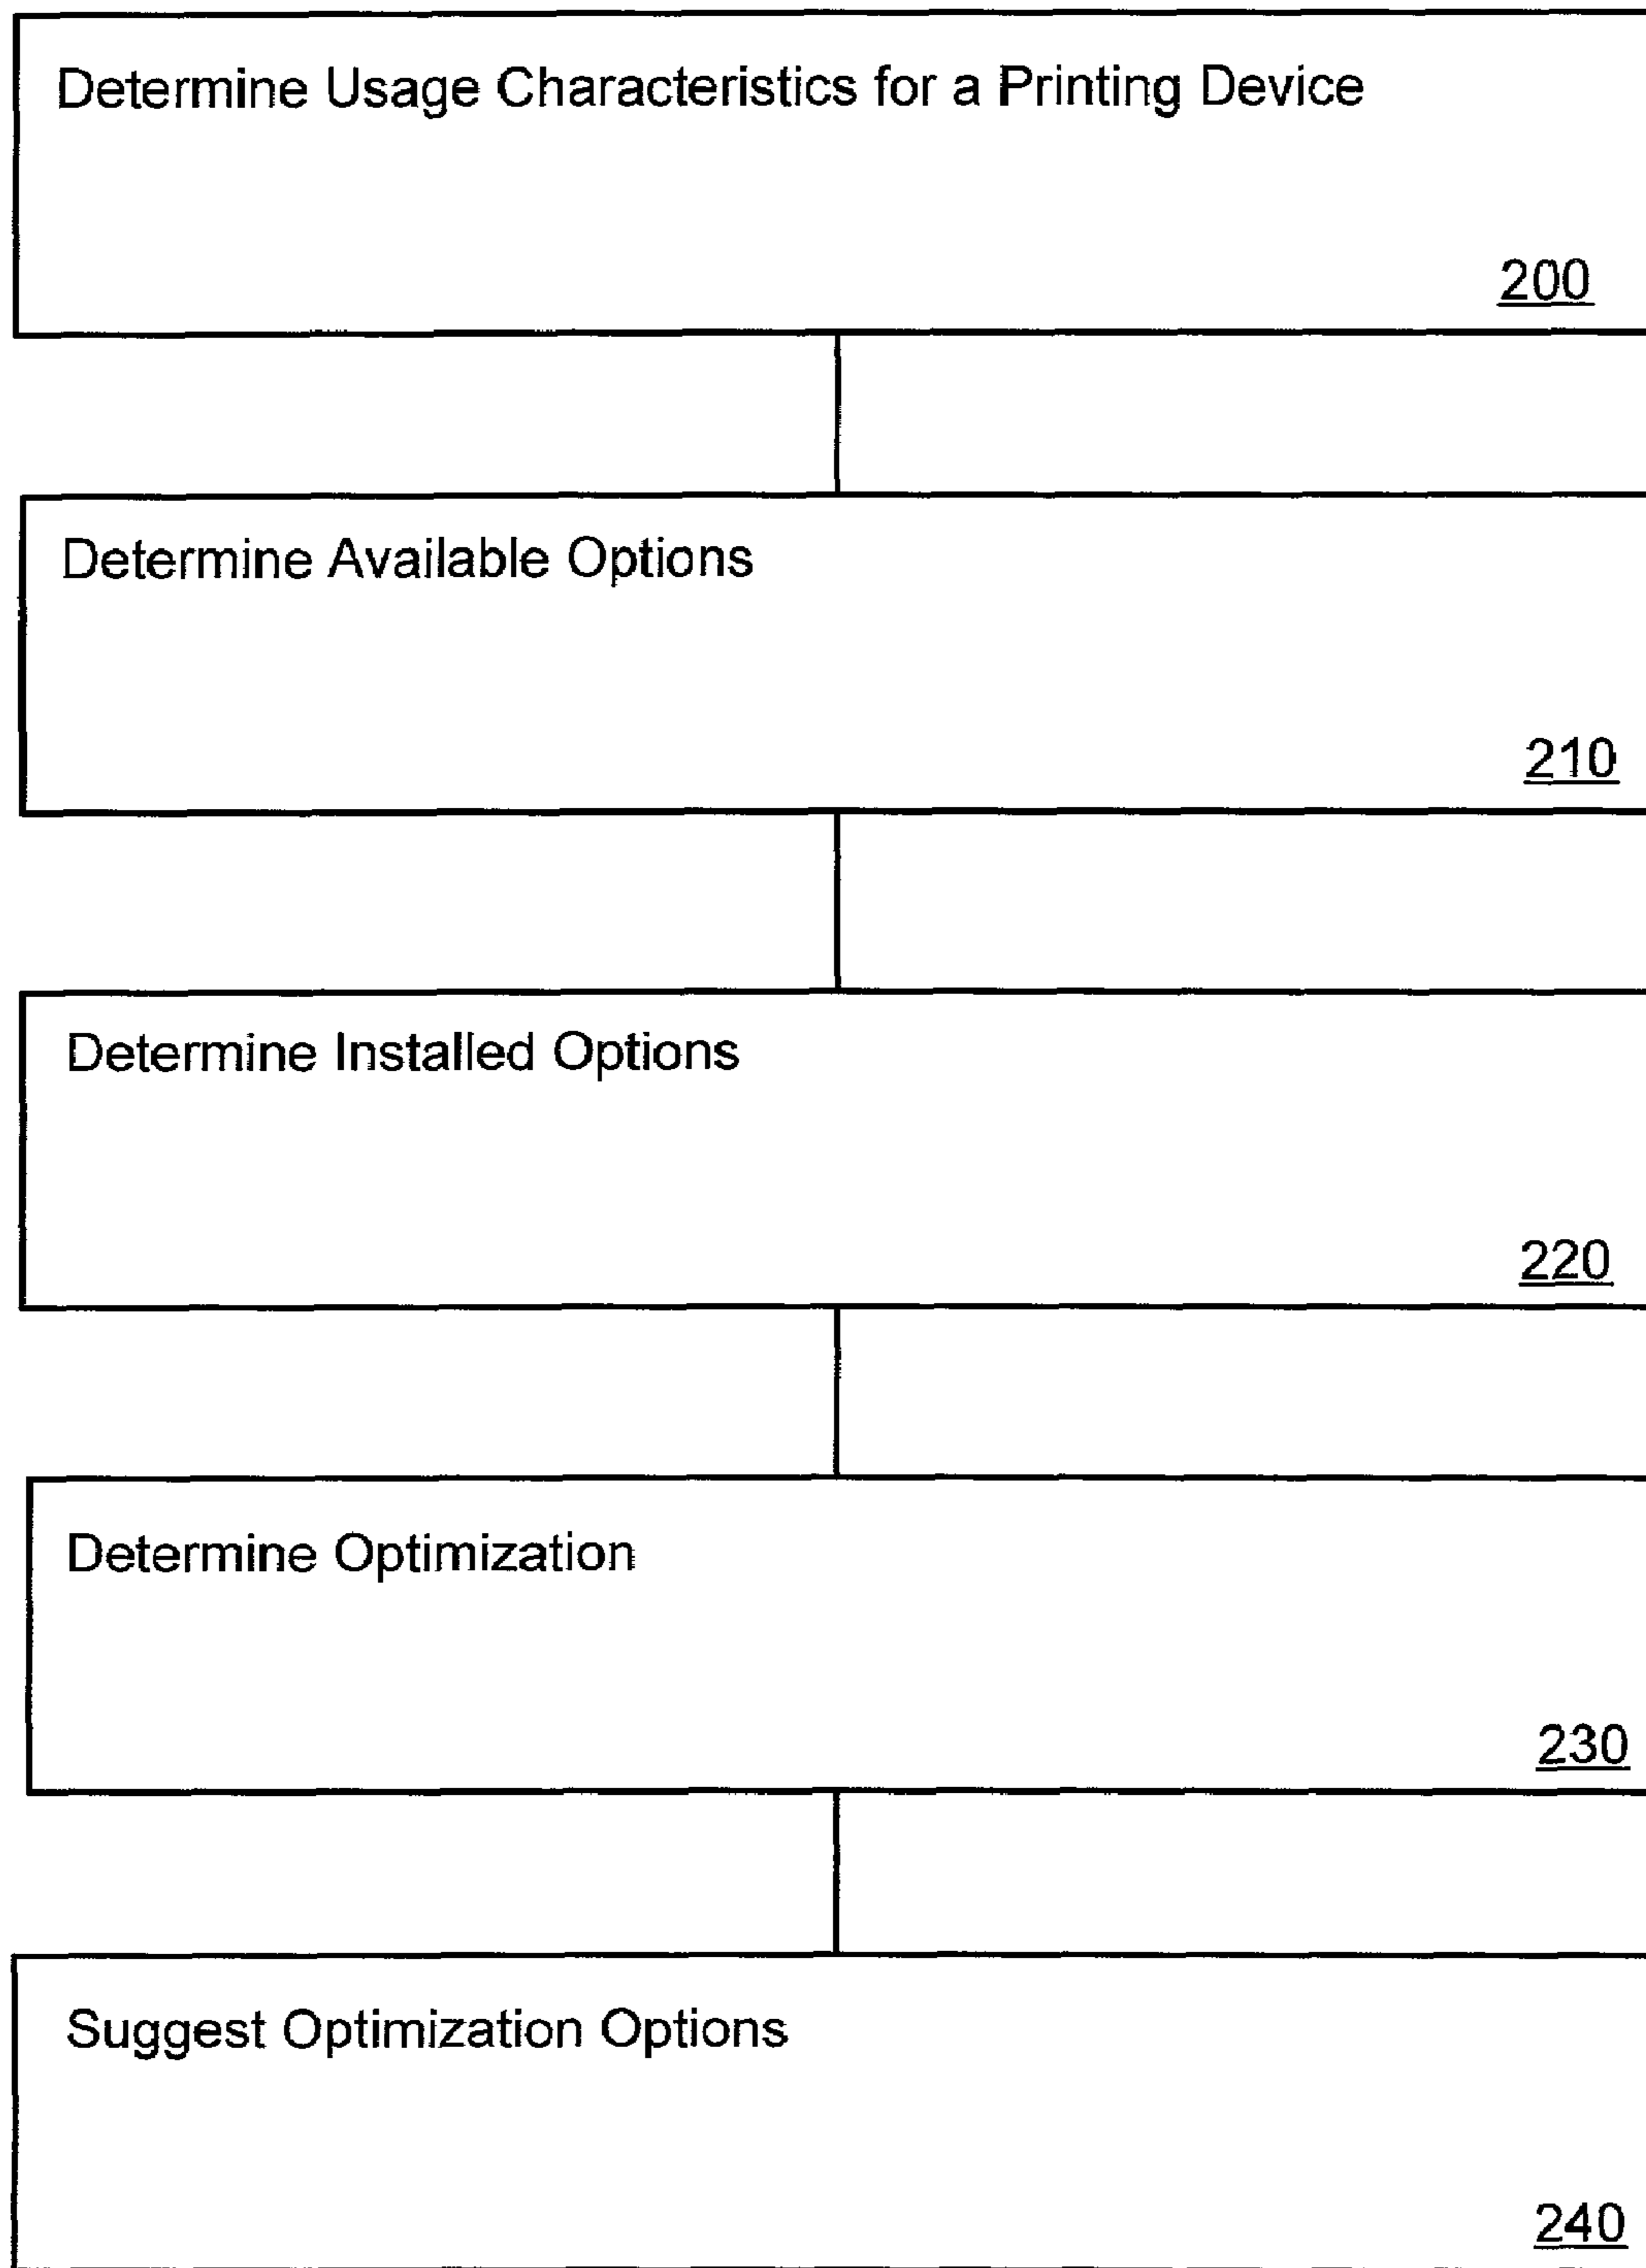 Determine Usage Characteristics for a Printing Device
200
Determine Available Options
210
Determine Installed Options
220
Determine Optimization
230
Suggest Optimization Options
240